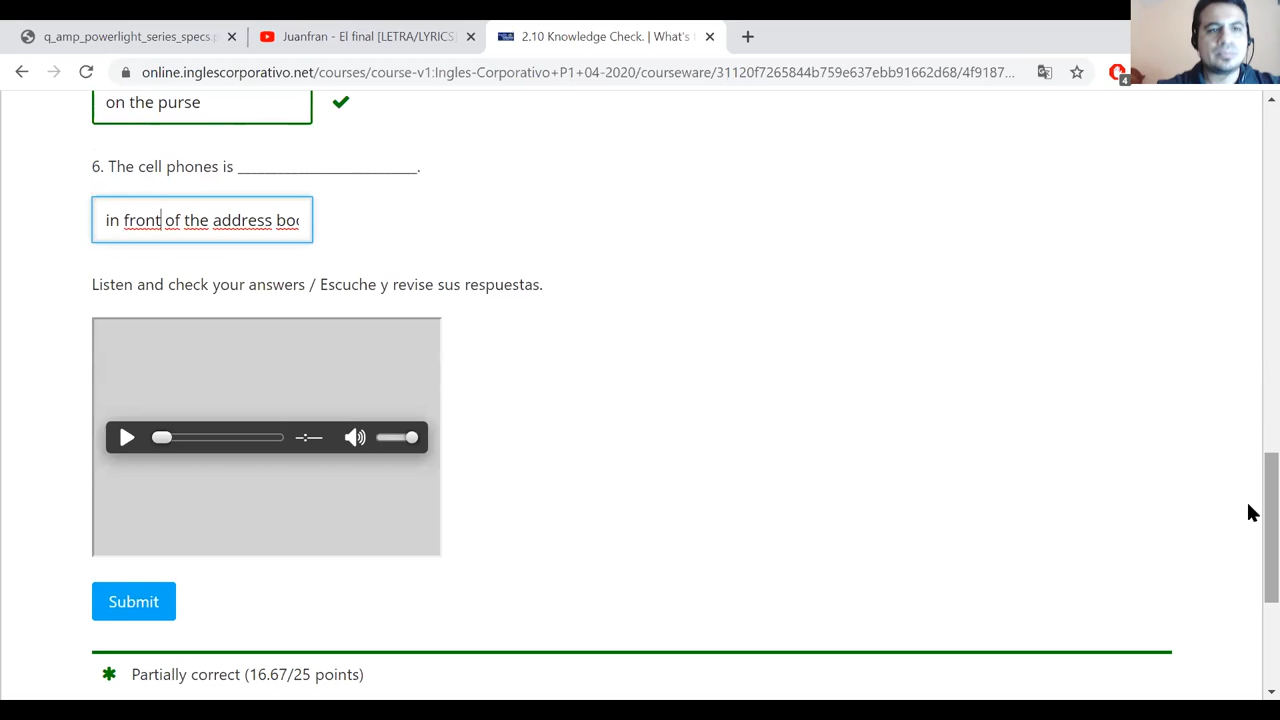 q_amp_powerlight_series_specs.p
Juanfran - El final [LETRA/LYRICS]
2.10 Knowledge Check. | What's
online.inglescorporativo.net/courses/course-v1:Ingles-Corporativo+P1+04-2020/courseware/31120f7265844b759e637ebb91662d68/4f9187...
4
on the purse
6. The cell phones is ________________________.
in front of the address boo
Listen and check your answers / Escuche y revise sus respuestas.
--:--
Submit
Partially correct (16.67/25 points)